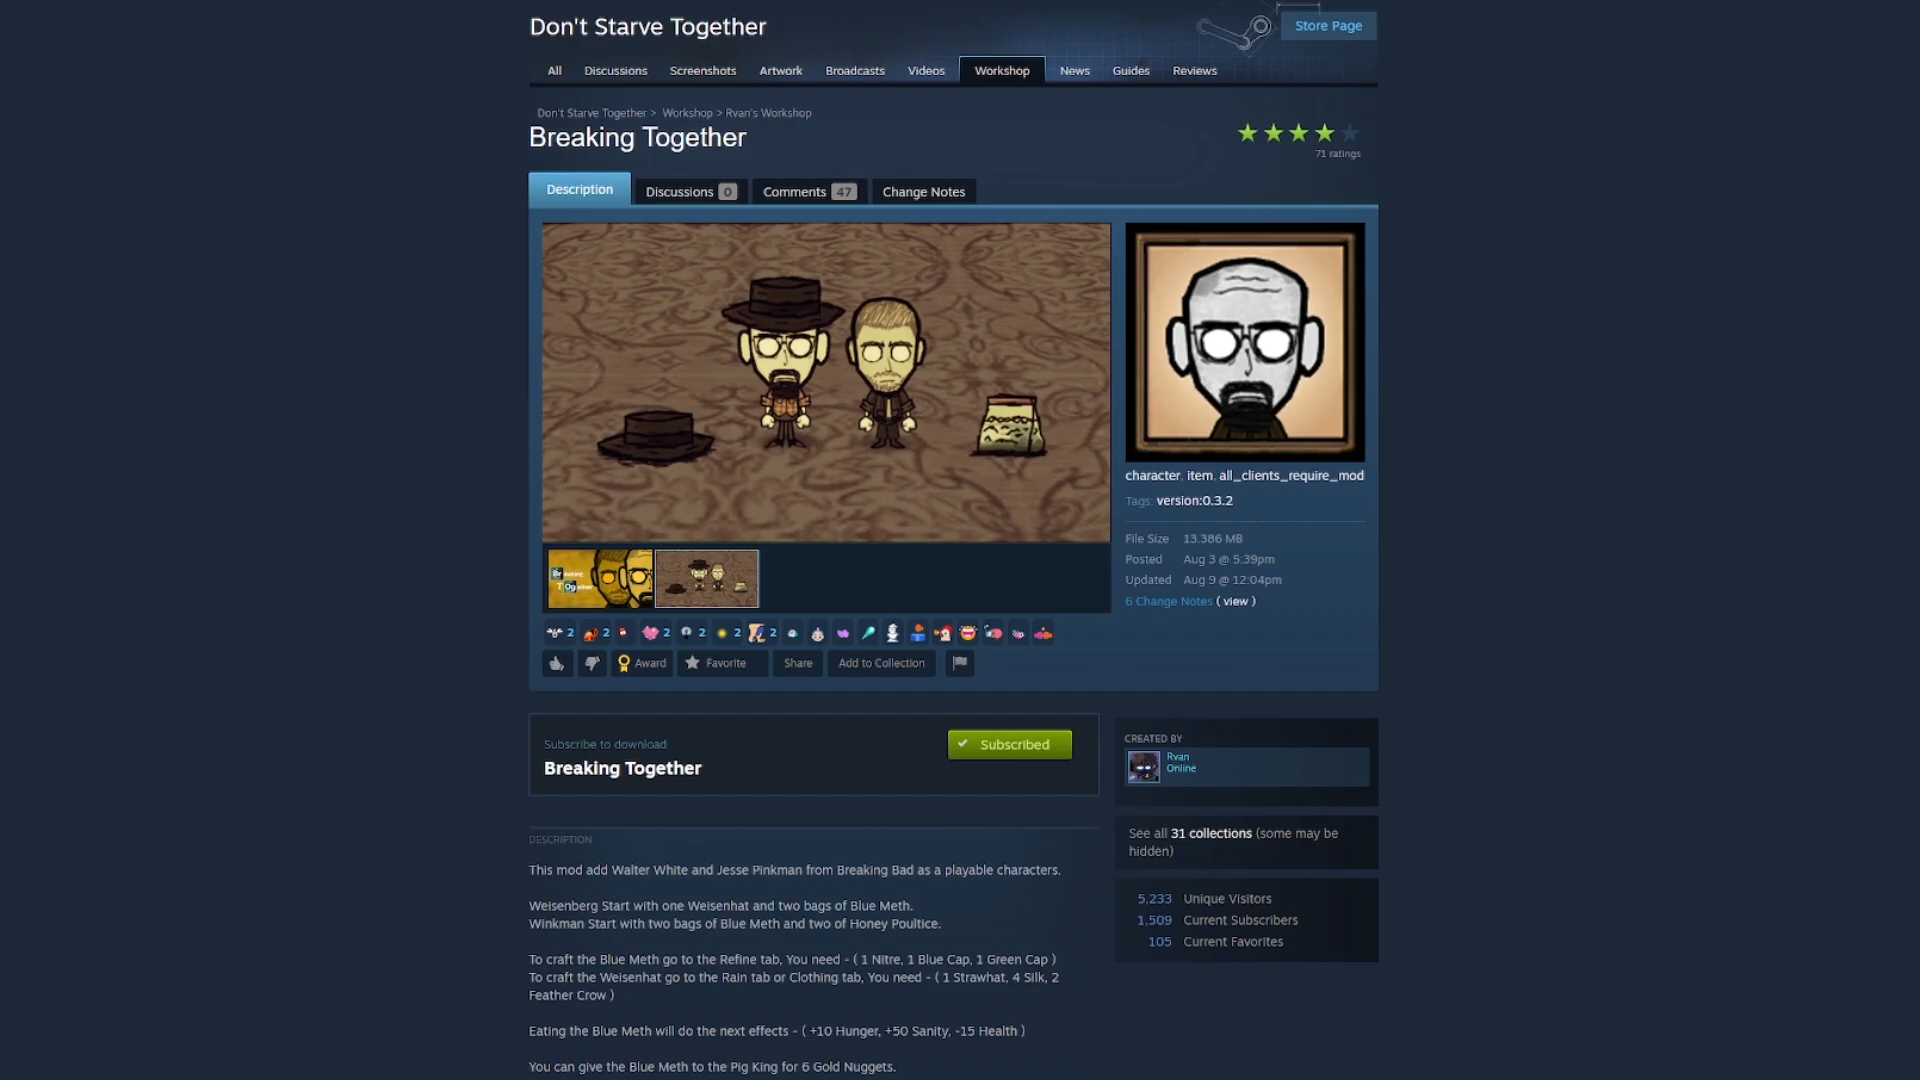 Don't Starve Together
Store Page
All Discussions Screenshots Artwork Broadcasts Videos Workshop News Guides Reviews
Don't Starve Together > Workshop > Rvan's Workshop
Breaking Together
71 ratings
Description Discussions 0 Comments 47 Change Notes
character, item, all_clients_require_mod
Tags: version:0.3.2
File Size 13.386 MB
Posted Aug 3 @ 5:39pm
Updated Aug 9 @ 12:04pm
6 Change Notes ( view )
Breaking
Together
2 2 2 2 2 2
Award Favorite Share Add to Collection
Subscribe to download
Breaking Together
Subscribed
CREATED BY
Rvan
Online
See all 31 collections (some may be
hidden)
5,233 Unique Visitors
1,509 Current Subscribers
105 Current Favorites
DESCRIPTION
This mod add Walter White and Jesse Pinkman from Breaking Bad as a playable characters.
Weisenberg Start with one Weisenhat and two bags of Blue Meth.
Winkman Start with two bags of Blue Meth and two of Honey Poultice.
To craft the Blue Meth go to the Refine tab, You need - ( 1 Nitre, 1 Blue Cap, 1 Green Cap )
To craft the Weisenhat go to the Rain tab or Clothing tab, You need - ( 1 Strawhat, 4 Silk, 2
Feather Crow )
Eating the Blue Meth will do the next effects - ( +10 Hunger, +50 Sanity, -15 Health )
You can give the Blue Meth to the Pig King for 6 Gold Nuggets.